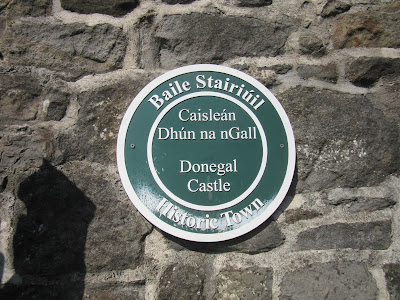 Baile Stairiúil
Caisleán
Dhún na nGall
Donegal
Castle
Historic Town